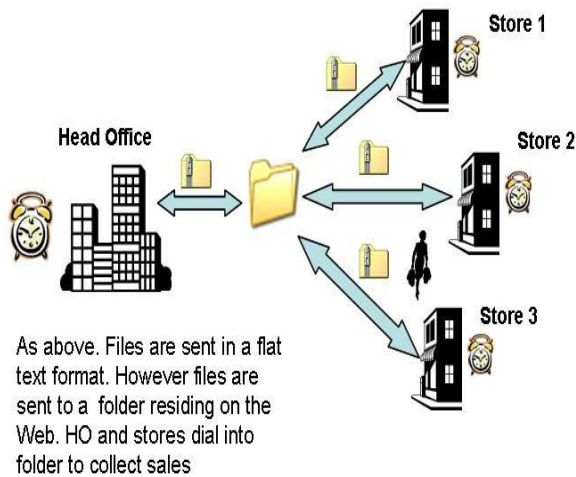 Store 1
Head Office
Store 2
Store 3
As above. Files are sent in a flat
text format. However files are
sent to a folder residing on the
Web. HO and stores dial into
folder to collect sales